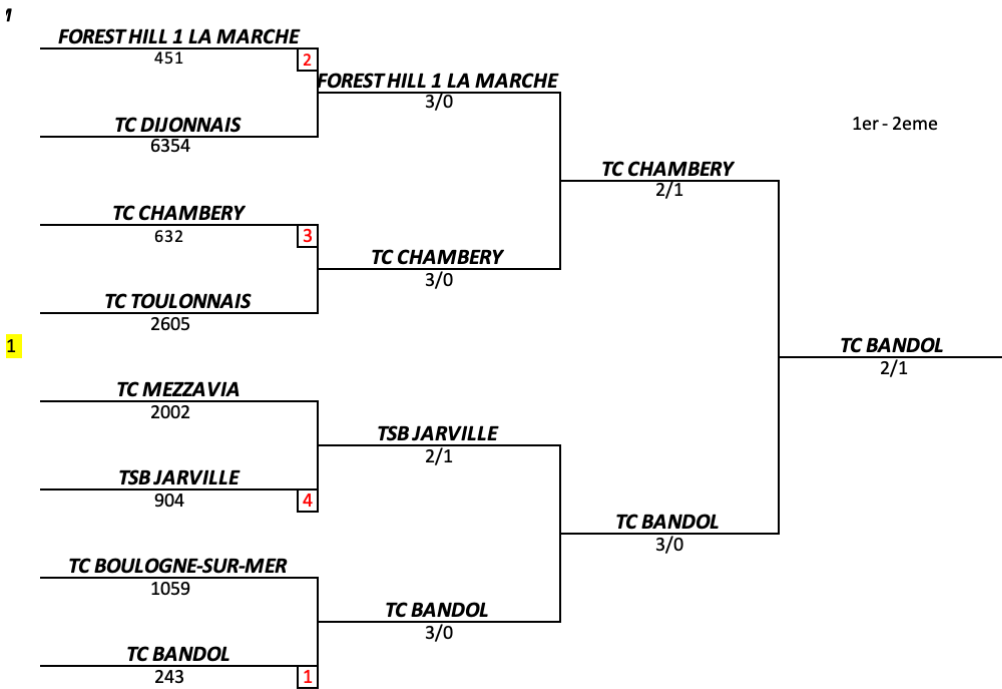 FOREST HILL 1 LA MARCHE
451
2
FOREST HILL 1 LA MARCHE
3/0
TC DIJONNAIS
6354
1er - 2eme
TC CHAMBERY
2/1
TC CHAMBERY
632
3
TC CHAMBERY
3/0
TC TOULONNAIS
2605
1
TC BANDOL
2/1
TC MEZZAVIA
2002
TSB JARVILLE
2/1
TSB JARVILLE
904
4
TC BANDOL
3/0
TC BOULOGNE-SUR-MER
1059
TC BANDOL
3/0
TC BANDOL
243
1